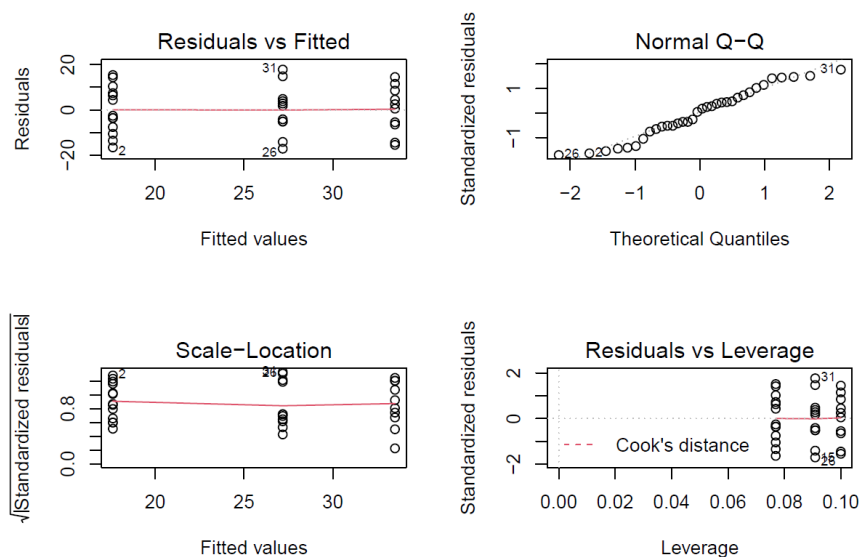 Residuals vs Fitted
Residuals
20
0
−20
31
2
26
20
25
30
Fitted values
Normal Q−Q
Standardized residuals
1
−1
31
26
2
−2
−1
0
1
2
Theoretical Quantiles
Scale−Location
√|Standardized residuals|
0.8
0.0
2
20
25
30
Fitted values
Residuals vs Leverage
Standardized residuals
2
0
−2
31
15
26
Cook's distance
0.00
0.02
0.04
0.06
0.08
0.10
Leverage